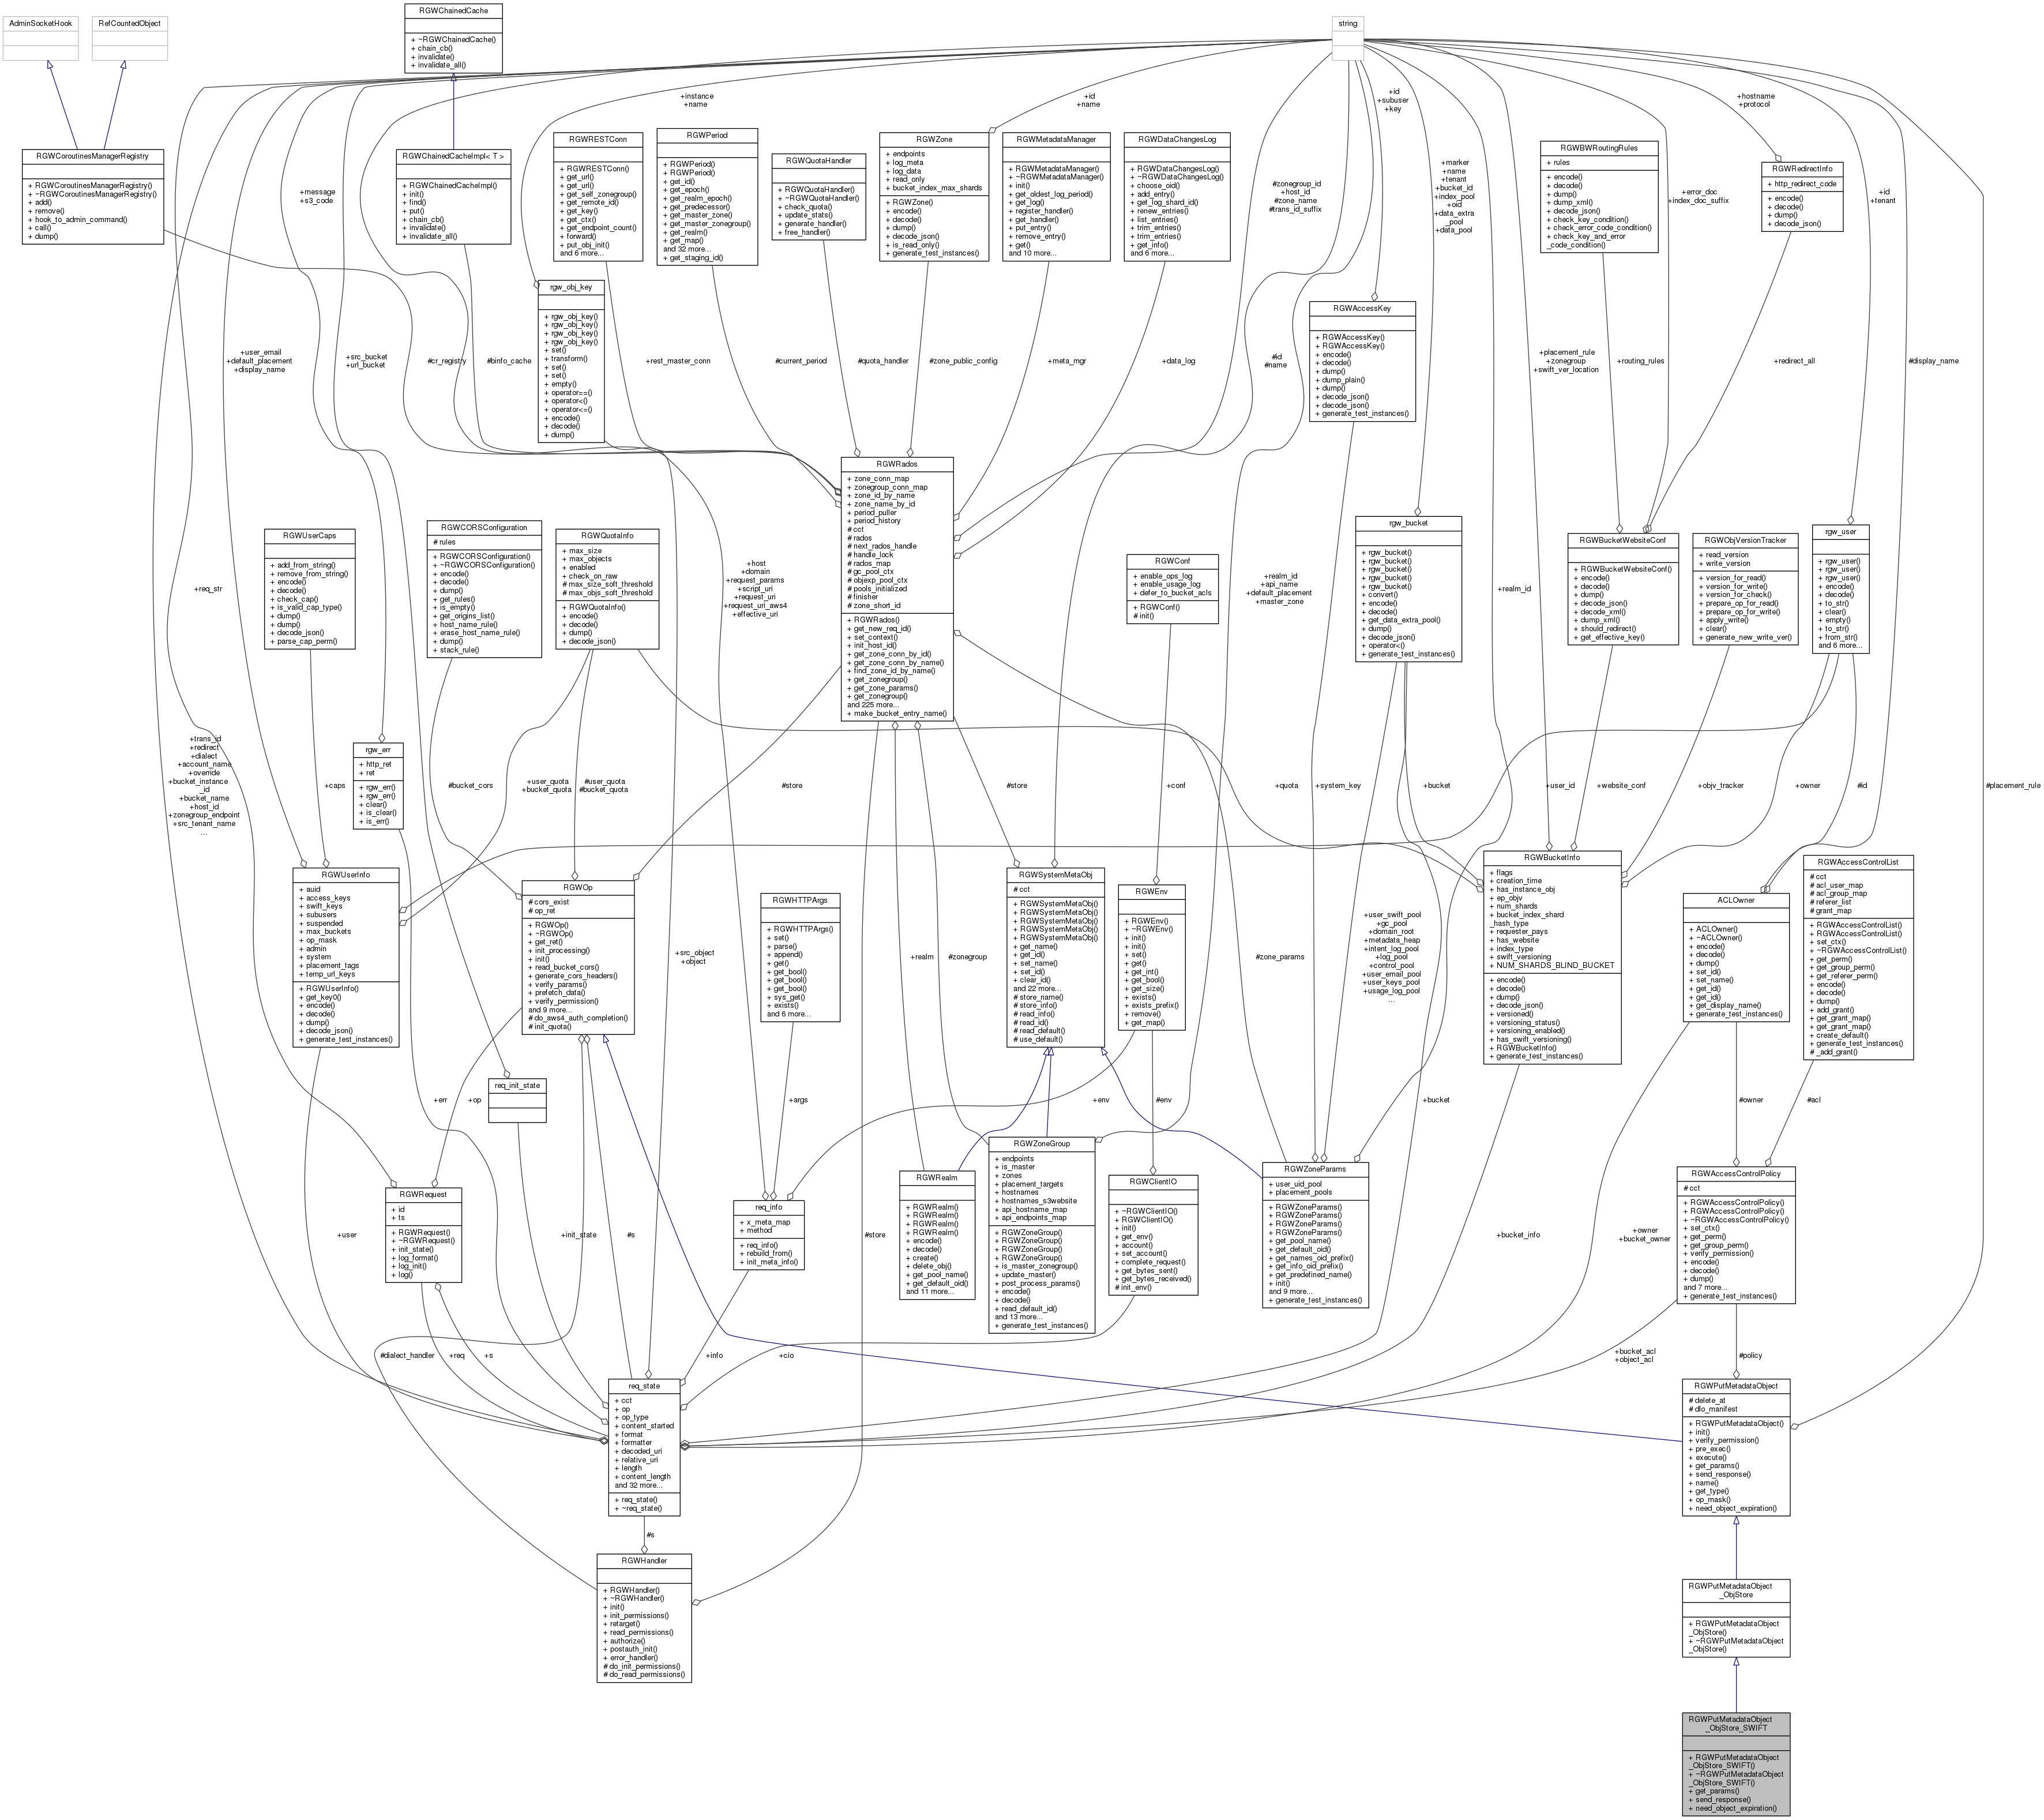 AdminSocketHook
RefCountedObject
RGWChainedCache
+ ~RGWChainedCache()
+ chain_cb()
+ invalidate()
+ invalidate_all()
string
RGWCoroutinesManagerRegistry
+ RGWCoroutinesManagerRegistry()
+ ~RGWCoroutinesManagerRegistry()
+ add()
+ remove()
+ hook_to_admin_command()
+ call()
+ dump()
RGWChainedCacheImpl< T >
+ RGWChainedCacheImpl()
+ init()
+ find()
+ put()
+ chain_cb()
+ invalidate()
+ invalidate_all()
RGWRESTConn
+ RGWRESTConn()
+ get_url()
+ get_url()
+ get_self_zonegroup()
+ get_remote_id()
+ get_key()
+ get_ctx()
+ get_endpoint_count()
+ forward()
+ put_obj_init()
and 6 more...
RGWPeriod
+ RGWPeriod()
+ RGWPeriod()
+ get_id()
+ get_epoch()
+ get_realm_epoch()
+ get_predecessor()
+ get_master_zone()
+ get_master_zonegroup()
+ get_realm()
+ get_map()
and 32 more...
+ get_staging_id()
RGWQuotaHandler
+ RGWQuotaHandler()
+ ~RGWQuotaHandler()
+ check_quota()
+ update_stats()
+ generate_handler()
+ free_handler()
RGWZone
+ endpoints
+ log_meta
+ log_data
+ read_only
+ bucket_index_max_shards
+ RGWZone()
+ encode()
+ decode()
+ dump()
+ decode_json()
+ is_read_only()
+ generate_test_instances()
RGWMetadataManager
+ RGWMetadataManager()
+ ~RGWMetadataManager()
+ init()
+ get_oldest_log_period()
+ get_log()
+ register_handler()
+ get_handler()
+ put_entry()
+ remove_entry()
+ get()
and 10 more...
RGWDataChangesLog
+ RGWDataChangesLog()
+ ~RGWDataChangesLog()
+ choose_oid()
+ add_entry()
+ get_log_shard_id()
+ renew_entries()
+ list_entries()
+ trim_entries()
+ trim_entries()
+ get_info()
and 6 more...
RGWBWRoutingRules
+ rules
+ encode()
+ decode()
+ dump()
+ dump_xml()
+ decode_json()
+ check_key_condition()
+ check_error_code_condition()
+ check_key_and_error
_code_condition()
RGWRedirectInfo
+ http_redirect_code
+ encode()
+ decode()
+ dump()
+ decode_json()
+instance
+name
+id
+name
+id
+subuser
+key
+hostname
+protocol
+message
+s3_code
#zonegroup_id
+host_id
#zone_name
#trans_id_suffix
+marker
+name
+tenant
+bucket_id
+index_pool
+oid
+data_extra
_pool
+data_pool
+error_doc
+index_doc_suffix
+id
+tenant
rgw_obj_key
+ rgw_obj_key()
+ rgw_obj_key()
+ rgw_obj_key()
+ rgw_obj_key()
+ set()
+ transform()
+ set()
+ set()
+ empty()
+ operator==()
+ operator<()
+ operator<=()
+ encode()
+ decode()
+ dump()
RGWAccessKey
+ RGWAccessKey()
+ RGWAccessKey()
+ encode()
+ decode()
+ dump()
+ dump_plain()
+ dump()
+ decode_json()
+ decode_json()
+ generate_test_instances()
+user_email
+default_placement
+display_name
+src_bucket
+url_bucket
#cr_registry
#binfo_cache
+rest_master_conn
#current_period
#quota_handler
#zone_public_config
+meta_mgr
+data_log
#id
#name
+placement_rule
+zonegroup
+swift_ver_location
+routing_rules
+redirect_all
#display_name
RGWRados
+ zone_conn_map
+ zonegroup_conn_map
+ zone_id_by_name
+ zone_name_by_id
+ period_puller
+ period_history
# cct
# rados
# next_rados_handle
# handle_lock
# rados_map
# gc_pool_ctx
# objexp_pool_ctx
# pools_initialized
# finisher
# zone_short_id
+ RGWRados()
+ get_new_req_id()
+ set_context()
+ init_host_id()
+ get_zone_conn_by_id()
+ get_zone_conn_by_name()
+ find_zone_id_by_name()
+ get_zonegroup()
+ get_zone_params()
+ get_zonegroup()
and 225 more...
+ make_bucket_entry_name()
RGWUserCaps
+ add_from_string()
+ remove_from_string()
+ encode()
+ decode()
+ check_cap()
+ is_valid_cap_type()
+ dump()
+ dump()
+ decode_json()
+ parse_cap_perm()
RGWCORSConfiguration
# rules
+ RGWCORSConfiguration()
+ ~RGWCORSConfiguration()
+ encode()
+ decode()
+ dump()
+ get_rules()
+ is_empty()
+ get_origins_list()
+ host_name_rule()
+ erase_host_name_rule()
+ dump()
+ stack_rule()
RGWQuotaInfo
+ max_size
+ max_objects
+ enabled
+ check_on_raw
# max_size_soft_threshold
# max_objs_soft_threshold
+ RGWQuotaInfo()
+ encode()
+ decode()
+ dump()
+ decode_json()
RGWConf
+ enable_ops_log
+ enable_usage_log
+ defer_to_bucket_acls
+ RGWConf()
# init()
rgw_bucket
+ rgw_bucket()
+ rgw_bucket()
+ rgw_bucket()
+ rgw_bucket()
+ rgw_bucket()
+ convert()
+ encode()
+ decode()
+ get_data_extra_pool()
+ dump()
+ decode_json()
+ operator<()
+ generate_test_instances()
RGWBucketWebsiteConf
+ RGWBucketWebsiteConf()
+ encode()
+ decode()
+ dump()
+ decode_json()
+ decode_xml()
+ dump_xml()
+ should_redirect()
+ get_effective_key()
RGWObjVersionTracker
+ read_version
+ write_version
+ version_for_read()
+ version_for_write()
+ version_for_check()
+ prepare_op_for_read()
+ prepare_op_for_write()
+ apply_write()
+ clear()
+ generate_new_write_ver()
rgw_user
+ rgw_user()
+ rgw_user()
+ rgw_user()
+ encode()
+ decode()
+ to_str()
+ clear()
+ empty()
+ to_str()
+ from_str()
and 6 more...
+req_str
+host
+domain
+request_params
+script_uri
+request_uri
+request_uri_aws4
+effective_uri
+realm_id
+api_name
+default_placement
+master_zone
+realm_id
+trans_id
+redirect
+dialect
+account_name
+override
+bucket_instance
_id
+bucket_name
+host_id
+zonegroup_endpoint
+src_tenant_name
...
rgw_err
+ http_ret
+ ret
+ rgw_err()
+ rgw_err()
+ clear()
+ is_clear()
+ is_err()
+caps
#bucket_cors
+user_quota
+bucket_quota
#user_quota
#bucket_quota
#store
#store
+conf
+quota
+system_key
+bucket
+user_id
+website_conf
+objv_tracker
+owner
#id
#placement_rule
RGWUserInfo
+ auid
+ access_keys
+ swift_keys
+ subusers
+ suspended
+ max_buckets
+ op_mask
+ admin
+ system
+ placement_tags
+ temp_url_keys
+ RGWUserInfo()
+ get_key0()
+ encode()
+ decode()
+ dump()
+ decode_json()
+ generate_test_instances()
RGWOp
# cors_exist
# op_ret
+ RGWOp()
+ ~RGWOp()
+ get_ret()
+ init_processing()
+ init()
+ read_bucket_cors()
+ generate_cors_headers()
+ verify_params()
+ prefetch_data()
+ verify_permission()
and 9 more...
# do_aws4_auth_completion()
# init_quota()
RGWHTTPArgs
+ RGWHTTPArgs()
+ set()
+ parse()
+ append()
+ get()
+ get_bool()
+ get_bool()
+ get_bool()
+ sys_get()
+ exists()
and 6 more...
RGWSystemMetaObj
# cct
+ RGWSystemMetaObj()
+ RGWSystemMetaObj()
+ RGWSystemMetaObj()
+ ~RGWSystemMetaObj()
+ RGWSystemMetaObj()
+ get_name()
+ get_id()
+ set_name()
+ set_id()
+ clear_id()
and 22 more...
# store_name()
# store_info()
# read_info()
# read_id()
# read_default()
# use_default()
RGWEnv
+ RGWEnv()
+ ~RGWEnv()
+ init()
+ init()
+ set()
+ get()
+ get_int()
+ get_bool()
+ get_size()
+ exists()
+ exists_prefix()
+ remove()
+ get_map()
RGWBucketInfo
+ flags
+ creation_time
+ has_instance_obj
+ ep_objv
+ num_shards
+ bucket_index_shard
_hash_type
+ requester_pays
+ has_website
+ index_type
+ swift_versioning
+ NUM_SHARDS_BLIND_BUCKET
+ encode()
+ decode()
+ dump()
+ decode_json()
+ versioned()
+ versioning_status()
+ versioning_enabled()
+ has_swift_versioning()
+ RGWBucketInfo()
+ generate_test_instances()
ACLOwner
+ ACLOwner()
+ ~ACLOwner()
+ encode()
+ decode()
+ dump()
+ set_id()
+ set_name()
+ get_id()
+ get_id()
+ get_display_name()
+ generate_test_instances()
RGWAccessControlList
# cct
# acl_user_map
# acl_group_map
# referer_list
# grant_map
+ RGWAccessControlList()
+ RGWAccessControlList()
+ set_ctx()
+ ~RGWAccessControlList()
+ get_perm()
+ get_group_perm()
+ get_referer_perm()
+ encode()
+ decode()
+ dump()
+ add_grant()
+ get_grant_map()
+ get_grant_map()
+ create_default()
+ generate_test_instances()
# _add_grant()
+src_object
+object
+realm
#zonegroup
#zone_params
+user_swift_pool
+gc_pool
+domain_root
+metadata_heap
+intent_log_pool
+log_pool
+control_pool
+user_email_pool
+user_keys_pool
+usage_log_pool
...
req_init_state
+err
+op
+args
+env
#env
+bucket
#owner
#acl
RGWRequest
+ id
+ ts
+ RGWRequest()
+ ~RGWRequest()
+ init_state()
+ log_format()
+ log_init()
+ log()
req_info
+ x_meta_map
+ method
+ req_info()
+ rebuild_from()
+ init_meta_info()
RGWRealm
+ RGWRealm()
+ RGWRealm()
+ RGWRealm()
+ RGWRealm()
+ encode()
+ decode()
+ create()
+ delete_obj()
+ get_pool_name()
+ get_default_oid()
and 11 more...
RGWZoneGroup
+ endpoints
+ is_master
+ zones
+ placement_targets
+ hostnames
+ hostnames_s3website
+ api_hostname_map
+ api_endpoints_map
+ RGWZoneGroup()
+ RGWZoneGroup()
+ RGWZoneGroup()
+ RGWZoneGroup()
+ is_master_zonegroup()
+ update_master()
+ post_process_params()
+ encode()
+ decode()
+ read_default_id()
and 13 more...
+ generate_test_instances()
RGWClientIO
+ ~RGWClientIO()
+ RGWClientIO()
+ init()
+ get_env()
+ account()
+ set_account()
+ complete_request()
+ get_bytes_sent()
+ get_bytes_received()
# init_env()
RGWZoneParams
+ user_uid_pool
+ placement_pools
+ RGWZoneParams()
+ RGWZoneParams()
+ RGWZoneParams()
+ RGWZoneParams()
+ get_pool_name()
+ get_default_oid()
+ get_names_oid_prefix()
+ get_info_oid_prefix()
+ get_predefined_name()
+ init()
and 9 more...
+ generate_test_instances()
RGWAccessControlPolicy
# cct
+ RGWAccessControlPolicy()
+ RGWAccessControlPolicy()
+ ~RGWAccessControlPolicy()
+ set_ctx()
+ get_perm()
+ get_group_perm()
+ verify_permission()
+ encode()
+ decode()
+ dump()
and 7 more...
+ generate_test_instances()
+user
+init_state
#s
#store
+bucket_info
+owner
+bucket_owner
#dialect_handler
+req
+s
+info
+cio
+bucket_acl
+object_acl
#policy
req_state
+ cct
+ op
+ op_type
+ content_started
+ format
+ formatter
+ decoded_uri
+ relative_uri
+ length
+ content_length
and 32 more...
+ req_state()
+ ~req_state()
RGWPutMetadataObject
# delete_at
# dlo_manifest
+ RGWPutMetadataObject()
+ init()
+ verify_permission()
+ pre_exec()
+ execute()
+ get_params()
+ send_response()
+ name()
+ get_type()
+ op_mask()
+ need_object_expiration()
#s
RGWHandler
+ RGWHandler()
+ ~RGWHandler()
+ init()
+ init_permissions()
+ retarget()
+ read_permissions()
+ authorize()
+ postauth_init()
+ error_handler()
# do_init_permissions()
# do_read_permissions()
RGWPutMetadataObject
_ObjStore
+ RGWPutMetadataObject
_ObjStore()
+ ~RGWPutMetadataObject
_ObjStore()
RGWPutMetadataObject
_ObjStore_SWIFT
+ RGWPutMetadataObject
_ObjStore_SWIFT()
+ ~RGWPutMetadataObject
_ObjStore_SWIFT()
+ get_params()
+ send_response()
+ need_object_expiration()